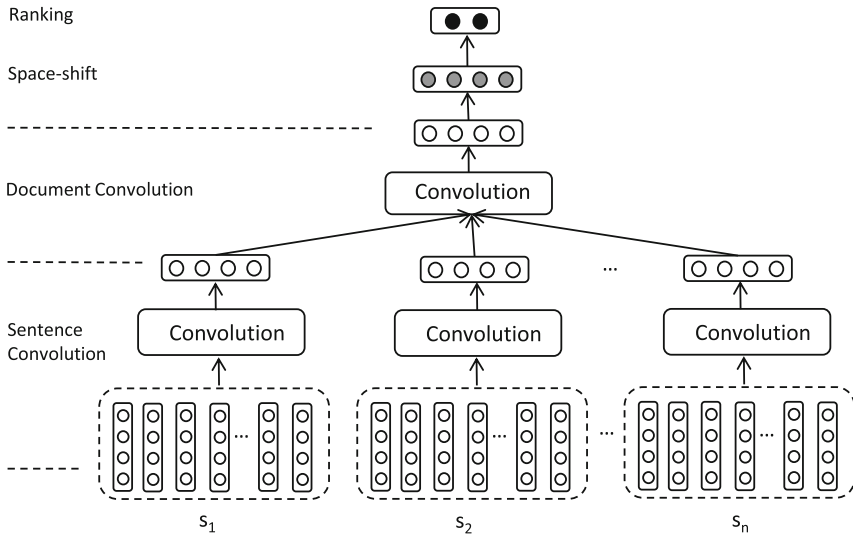 Ranking
Space-shift
Document Convolution
Convolution
...
Sentence
Convolution
Convolution
Convolution
Convolution
...
...
...
...
s1
s2
sn